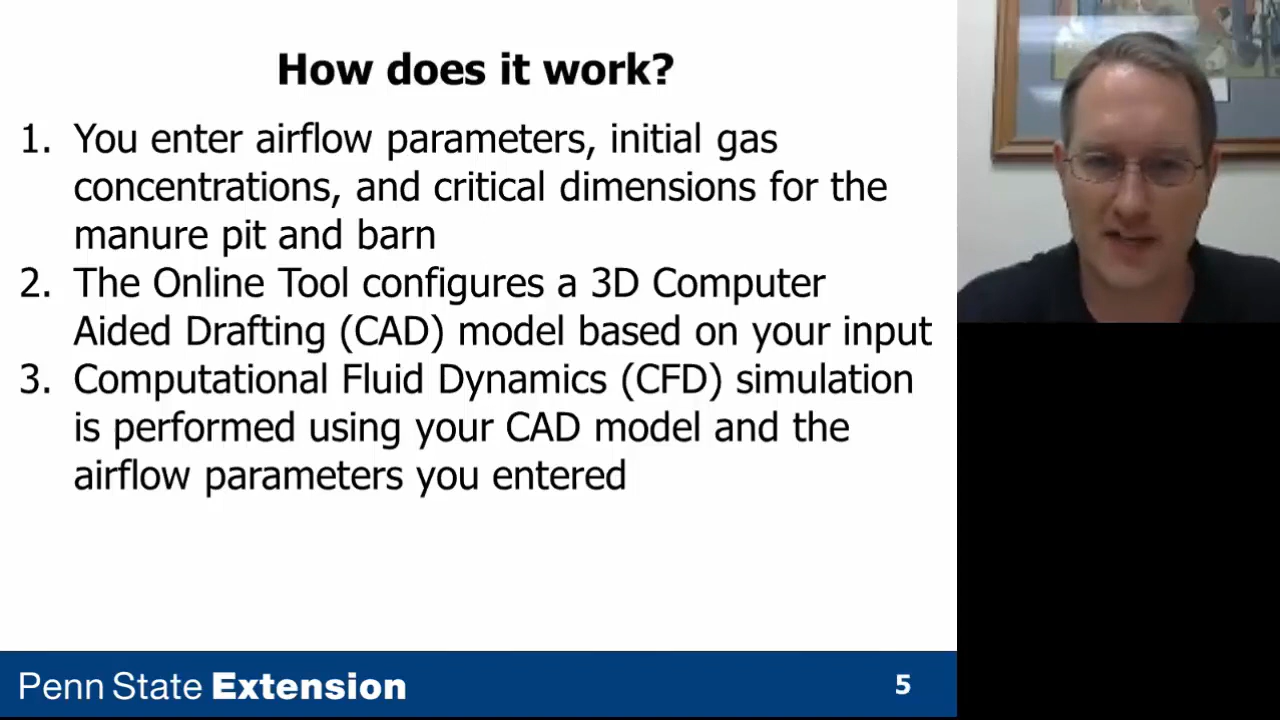 How does it work?
1. You enter airflow parameters, initial gas
concentrations, and critical dimensions for the
manure pit and barn
2. The Online Tool configures a 3D Computer
Aided Drafting (CAD) model based on your input
3. Computational Fluid Dynamics (CFD) simulation
is performed using your CAD model and the
airflow parameters you entered
Penn State Extension
5